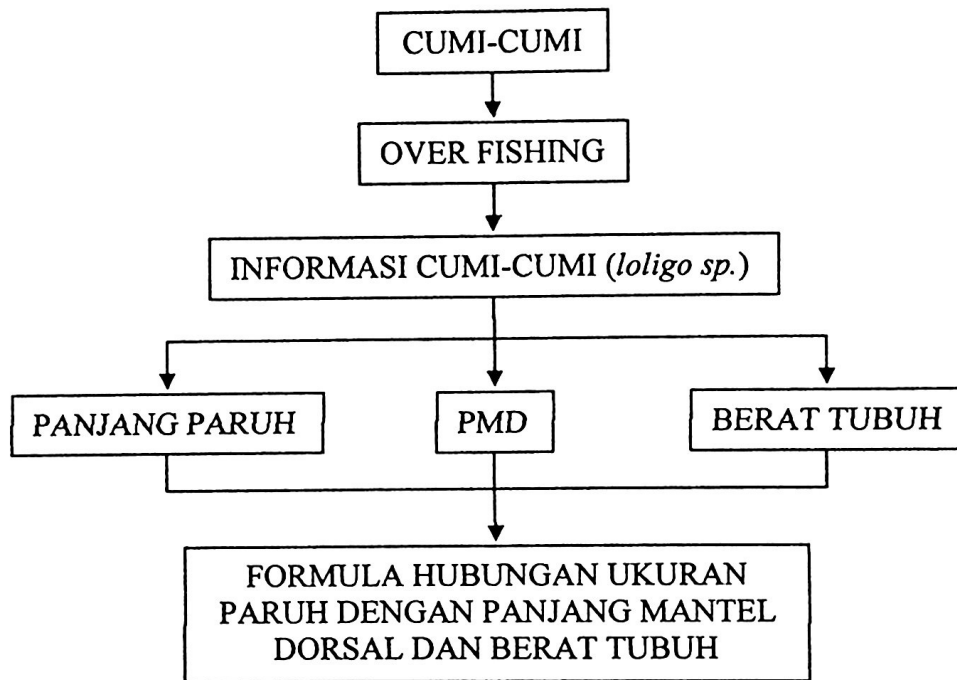 CUMI-CUMI
OVER FISHING
INFORMASI CUMI-CUMI (loligo sp.)
PANJANG PARUH
PMD
BERAT TUBUH
FORMULA HUBUNGAN UKURAN
PARUH DENGAN PANJANG MANTEL
DORSAL DAN BERAT TUBUH